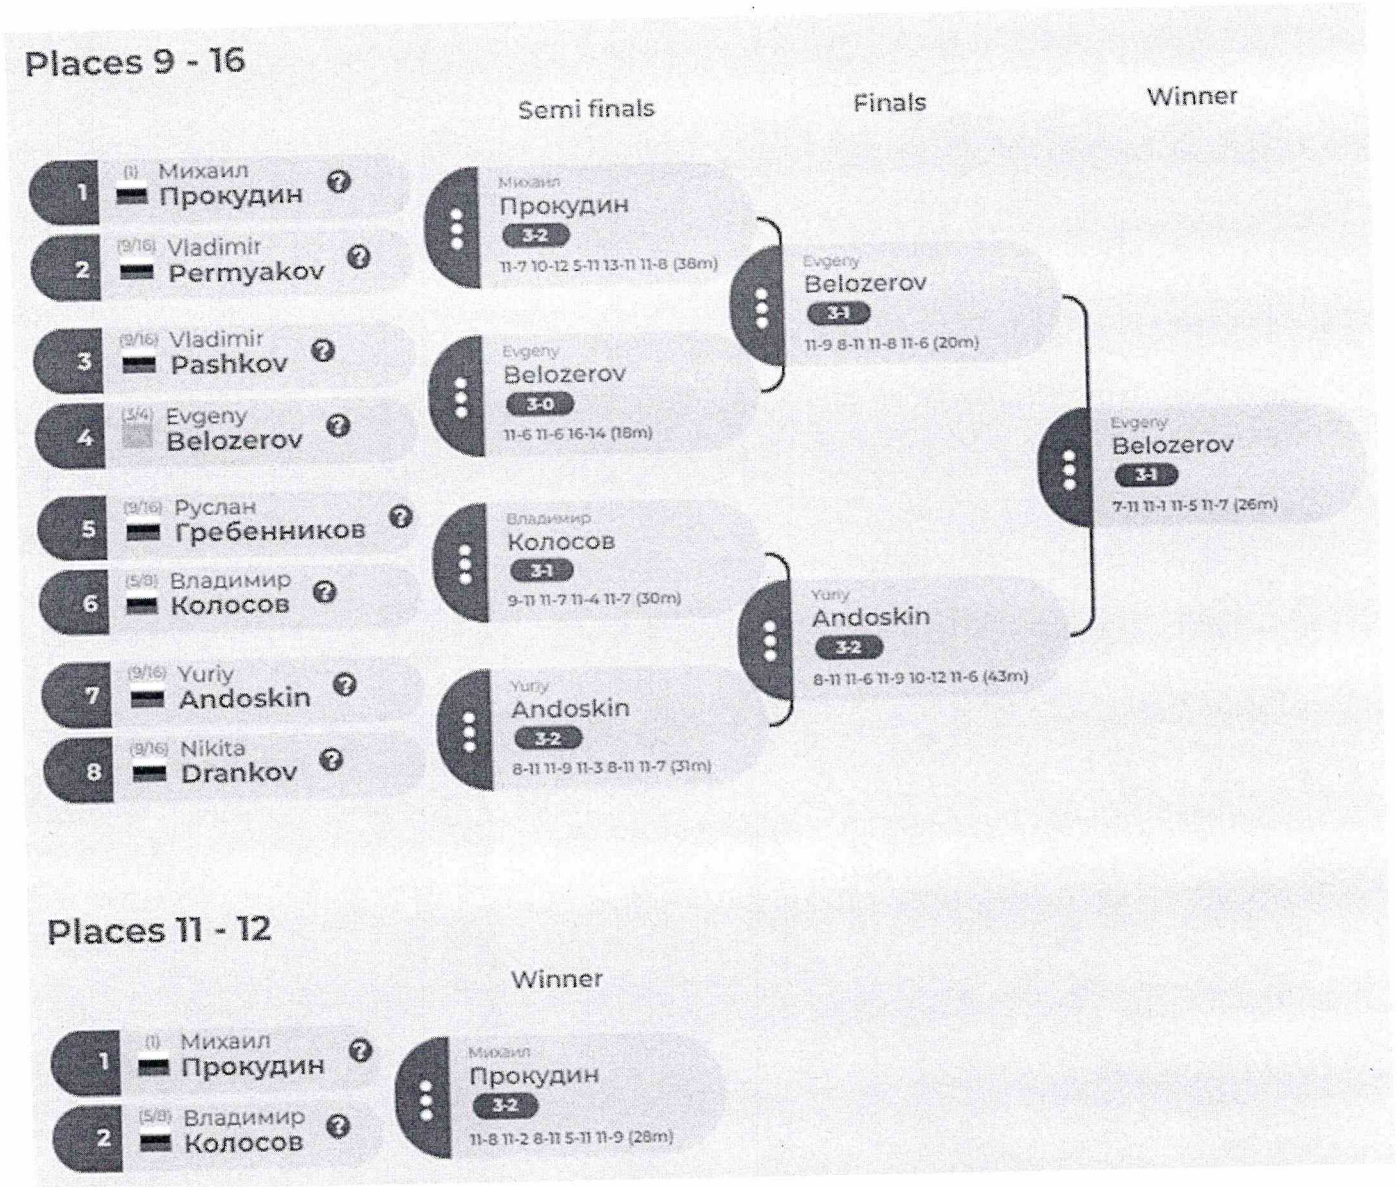 Places 9 - 16
Semi finals
Finals
Winner
1
(1) Михаил
Прокудин
?
2
(9/16) Vladimir
Permyakov
?
3
(9/16) Vladimir
Pashkov
?
4
(3/4) Evgeny
Belozerov
?
5
(9/16) Руслан
Гребенников
?
6
(5/8) Владимир
Колосов
?
7
(9/16) Yuriy
Andoskin
?
8
(9/16) Nikita
Drankov
?
Михаил
Прокудин
3-2
11-7 10-12 5-11 13-11 11-8 (38m)
Evgeny
Belozerov
3-0
11-6 11-6 16-14 (18m)
Владимир
Колосов
3-1
9-11 11-7 11-4 11-7 (30m)
Yuriy
Andoskin
3-2
8-11 11-9 11-3 8-11 11-7 (31m)
Evgeny
Belozerov
3-1
11-9 8-11 11-8 11-6 (20m)
Yuriy
Andoskin
3-2
8-11 11-6 11-9 10-12 11-6 (43m)
Evgeny
Belozerov
3-1
7-11 11-1 11-5 11-7 (26m)
Places 11 - 12
Winner
1
(1) Михаил
Прокудин
?
2
(5/8) Владимир
Колосов
?
Михаил
Прокудин
3-2
11-8 11-2 8-11 5-11 11-9 (28m)